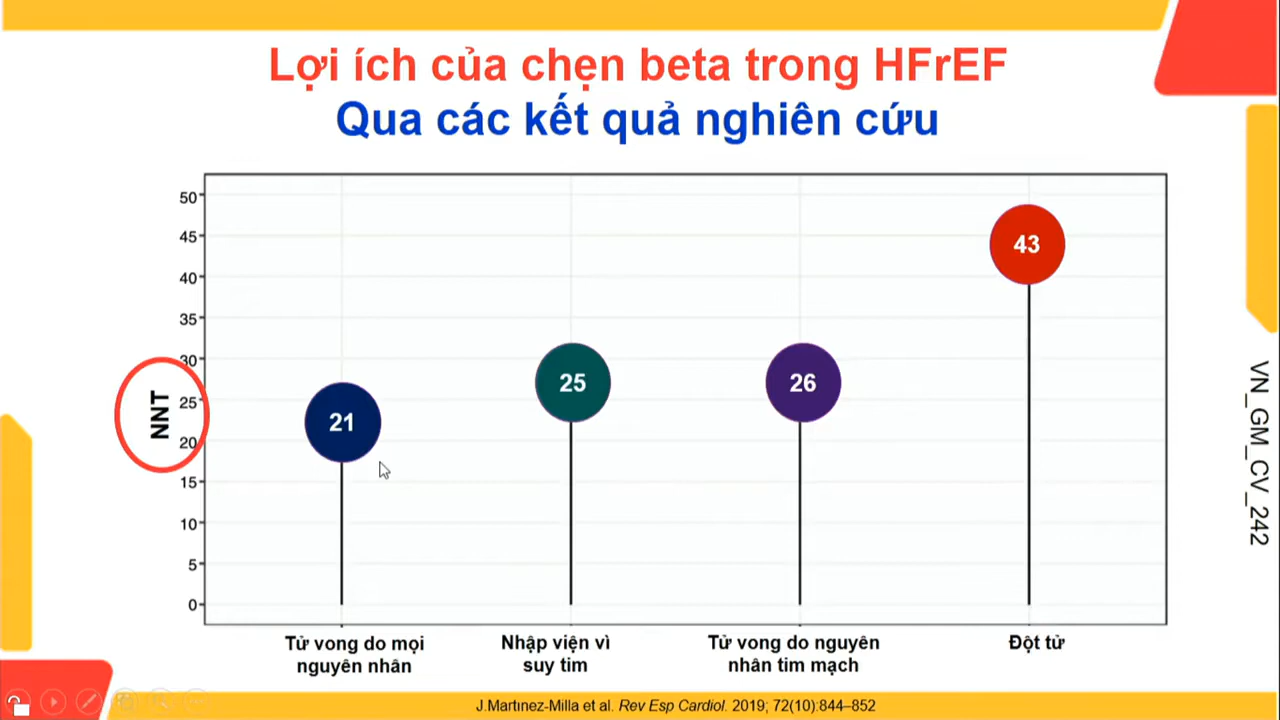 Lợi ích của chẹn beta trong HFrEF
Qua các kết quả nghiên cứu
50
45
40
35
30
25
20
15
10
5
0
NNT
21
25
26
43
Tử vong do mọi
nguyên nhân
Nhập viện vì
suy tim
Tử vong do nguyên
nhân tim mạch
Đột tử
VN_GM_CV_242
J.Martınez-Milla et al. Rev Esp Cardiol. 2019; 72(10):844–852